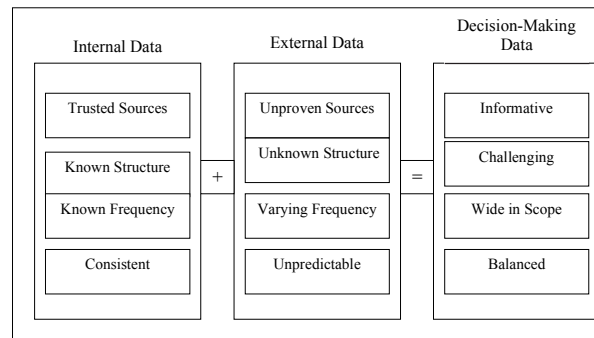 Internal Data
Trusted Sources
Known Structure
Known Frequency
Consistent
+
External Data
Unproven Sources
Unknown Structure
Varying Frequency
Unpredictable
=
Decision-Making
Data
Informative
Challenging
Wide in Scope
Balanced